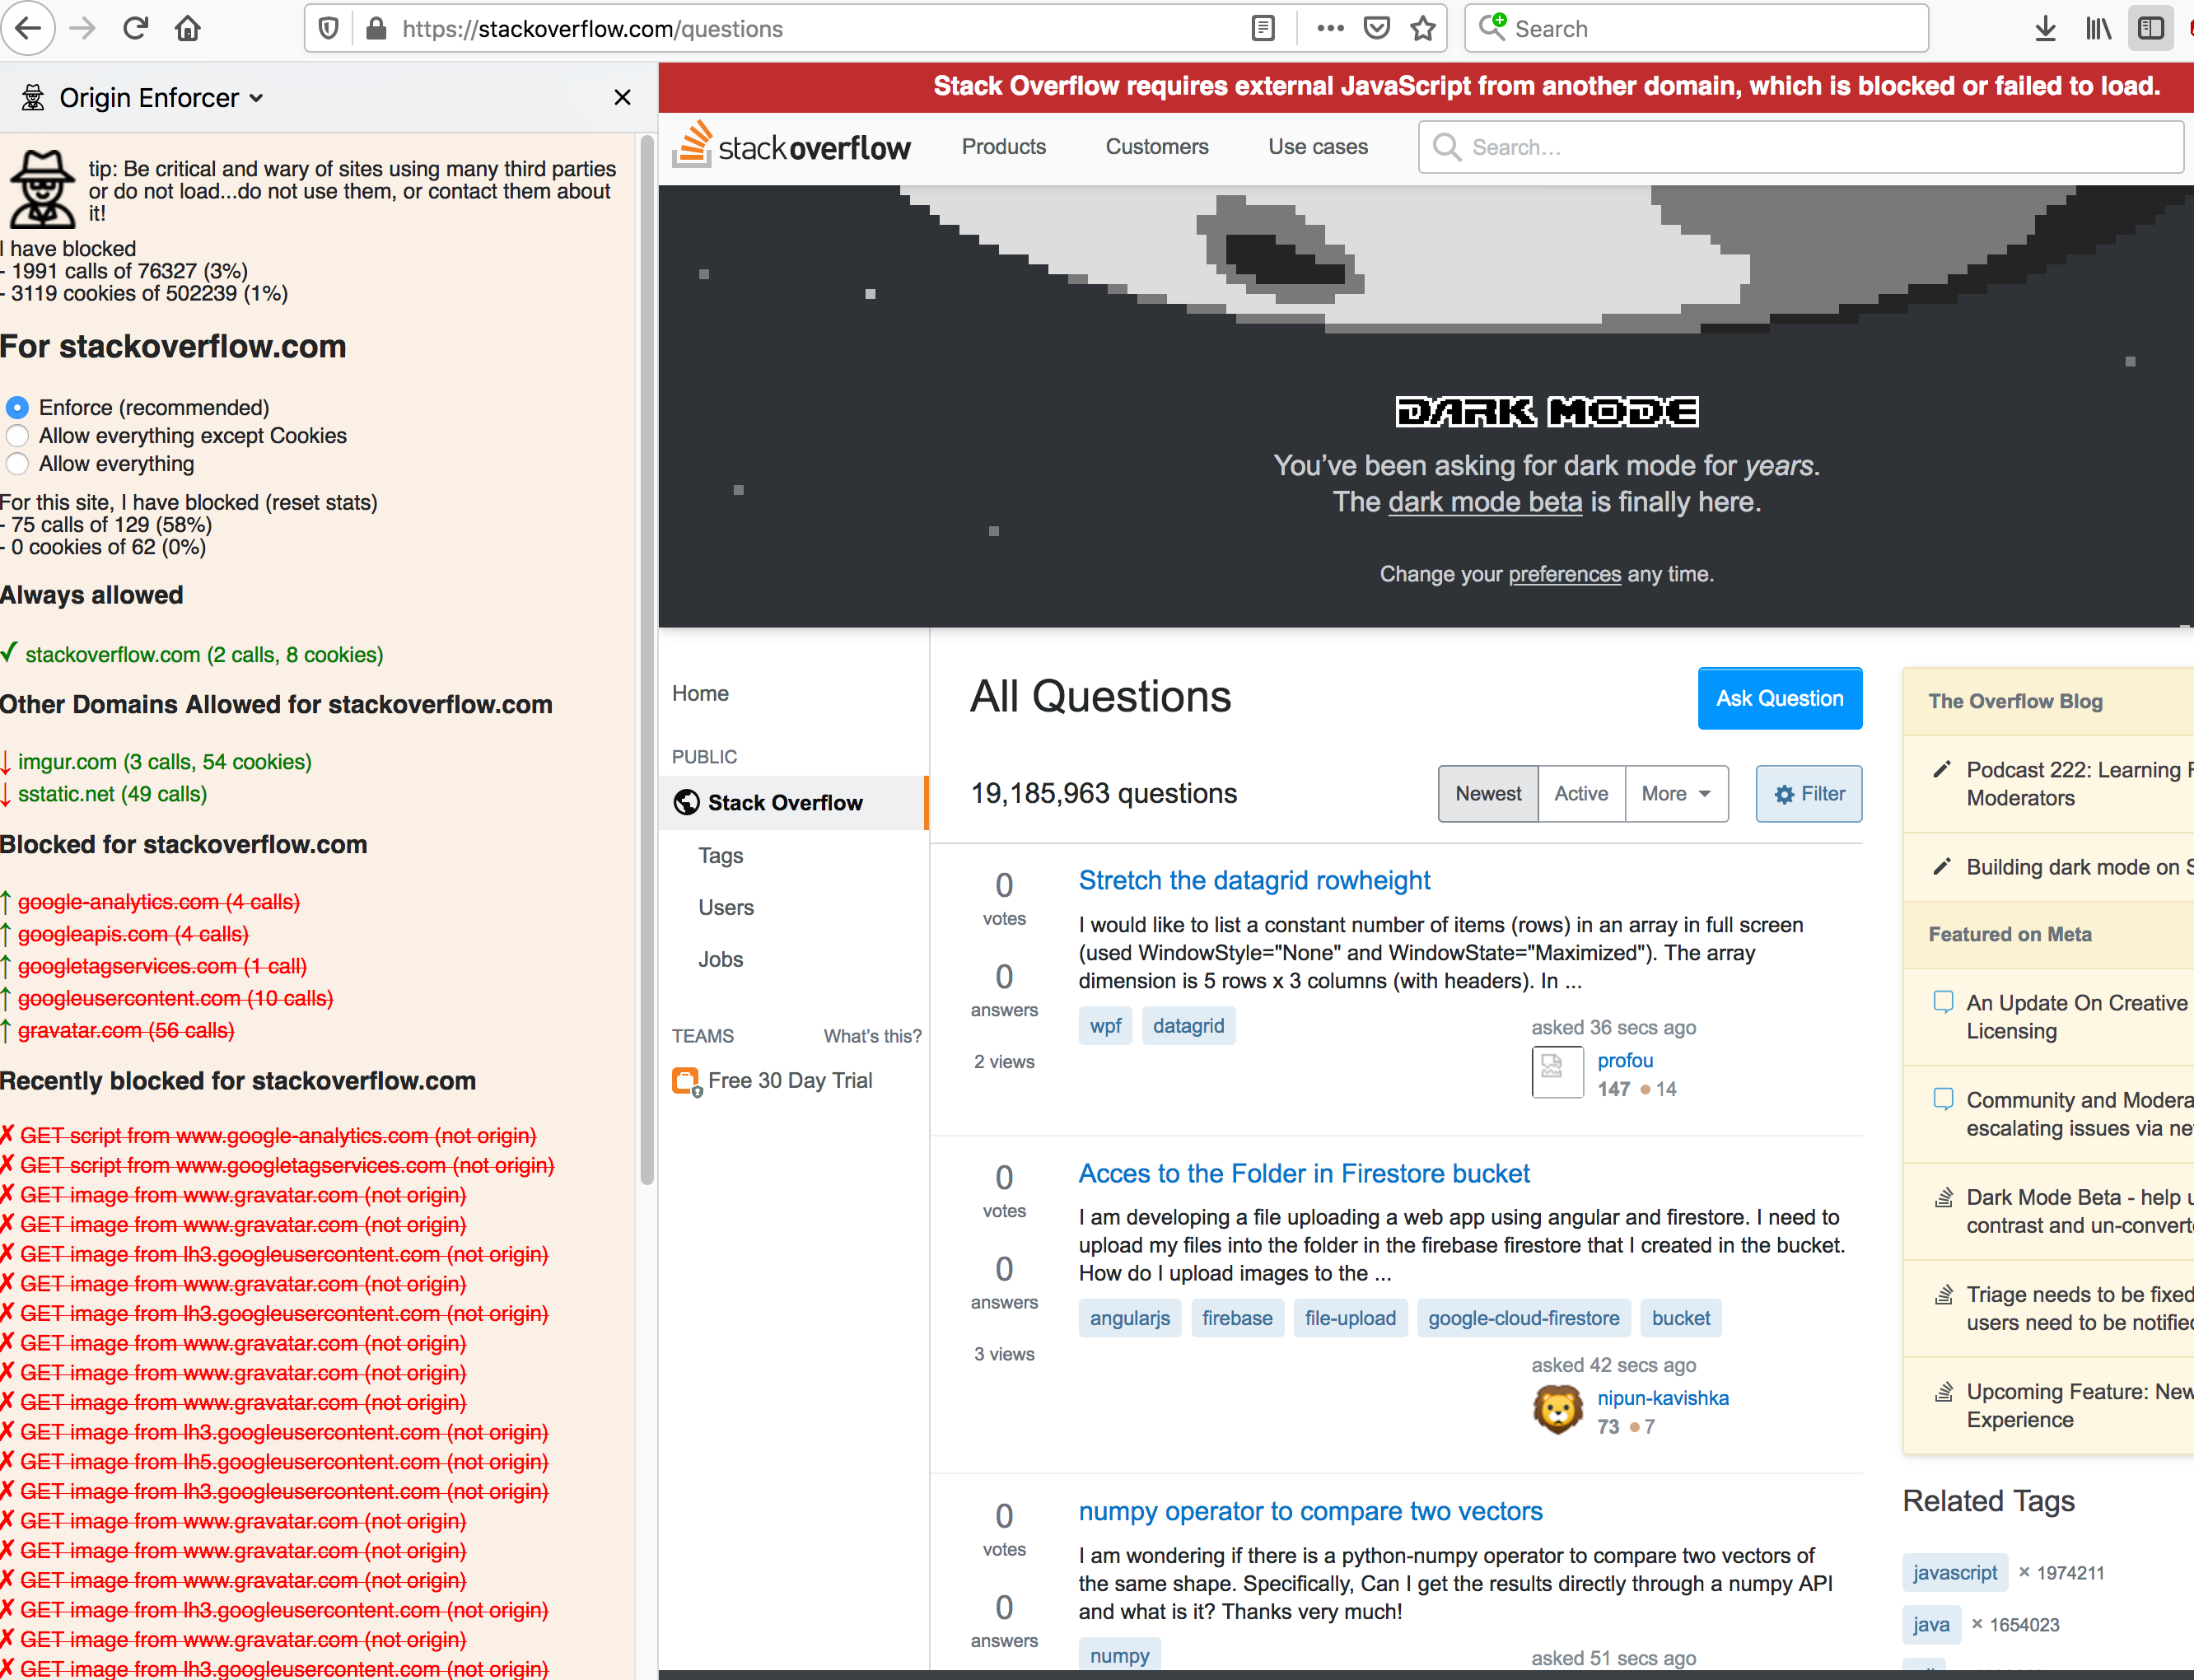 https://stackoverflow.com/questions
Search
Origin Enforcer
tip: Be critical and wary of sites using many third parties
or do not load...do not use them, or contact them about
it!
I have blocked
- 1991 calls of 76327 (3%)
- 3119 cookies of 502239 (1%)
For stackoverflow.com
Enforce (recommended)
Allow everything except Cookies
Allow everything
For this site, I have blocked (reset stats)
- 75 calls of 129 (58%)
- 0 cookies of 62 (0%)
Always allowed
✓ stackoverflow.com (2 calls, 8 cookies)
Other Domains Allowed for stackoverflow.com
↓ imgur.com (3 calls, 54 cookies)
↓ sstatic.net (49 calls)
Blocked for stackoverflow.com
↑ google-analytics.com (4 calls)
↑ googleapis.com (4 calls)
↑ googletagservices.com (1 call)
↑ googleusercontent.com (10 calls)
↑ gravatar.com (56 calls)
Recently blocked for stackoverflow.com
✗ GET script from www.google-analytics.com (not origin)
✗ GET script from www.googletagservices.com (not origin)
✗ GET image from www.gravatar.com (not origin)
✗ GET image from www.gravatar.com (not origin)
✗ GET image from lh3.googleusercontent.com (not origin)
✗ GET image from www.gravatar.com (not origin)
✗ GET image from lh3.googleusercontent.com (not origin)
✗ GET image from www.gravatar.com (not origin)
✗ GET image from www.gravatar.com (not origin)
✗ GET image from www.gravatar.com (not origin)
✗ GET image from lh3.googleusercontent.com (not origin)
✗ GET image from lh5.googleusercontent.com (not origin)
✗ GET image from lh3.googleusercontent.com (not origin)
✗ GET image from www.gravatar.com (not origin)
✗ GET image from www.gravatar.com (not origin)
✗ GET image from www.gravatar.com (not origin)
✗ GET image from lh3.googleusercontent.com (not origin)
✗ GET image from www.gravatar.com (not origin)
✗ GET image from lh3.googleusercontent.com (not origin)
Stack Overflow requires external JavaScript from another domain, which is blocked or failed to load.
stackoverflow
Products
Customers
Use cases
Search...
DARK MODE
You've been asking for dark mode for years.
The dark mode beta is finally here.
Change your preferences any time.
Home
PUBLIC
Stack Overflow
Tags
Users
Jobs
TEAMS
What's this?
Free 30 Day Trial
All Questions
Ask Question
19,185,963 questions
Newest
Active
More
Filter
0
votes
0
answers
2 views
Stretch the datagrid rowheight
I would like to list a constant number of items (rows) in an array in full screen
(used WindowStyle="None" and WindowState="Maximized"). The array
dimension is 5 rows x 3 columns (with headers). In ...
wpf
datagrid
asked 36 secs ago
profou
147 ● 14
0
votes
0
answers
3 views
Acces to the Folder in Firestore bucket
I am developing a file uploading a web app using angular and firestore. I need to
upload my files into the folder in the firebase firestore that I created in the bucket.
How do I upload images to the ...
angularjs
firebase
file-upload
google-cloud-firestore
bucket
asked 42 secs ago
nipun-kavishka
73 ● 7
0
votes
0
answers
numpy operator to compare two vectors
I am wondering if there is a python-numpy operator to compare two vectors of
the same shape. Specifically, Can I get the results directly through a numpy API
and what is it? Thanks very much!
numpy
asked 51 secs ago
The Overflow Blog
Podcast 222: Learning
Moderators
Building dark mode on
Featured on Meta
An Update On Creative
Licensing
Community and Modera
escalating issues via ne
Dark Mode Beta - help
contrast and un-convert
Triage needs to be fixed
users need to be notifie
Upcoming Feature: New
Experience
Related Tags
javascript × 1974211
java × 1654023